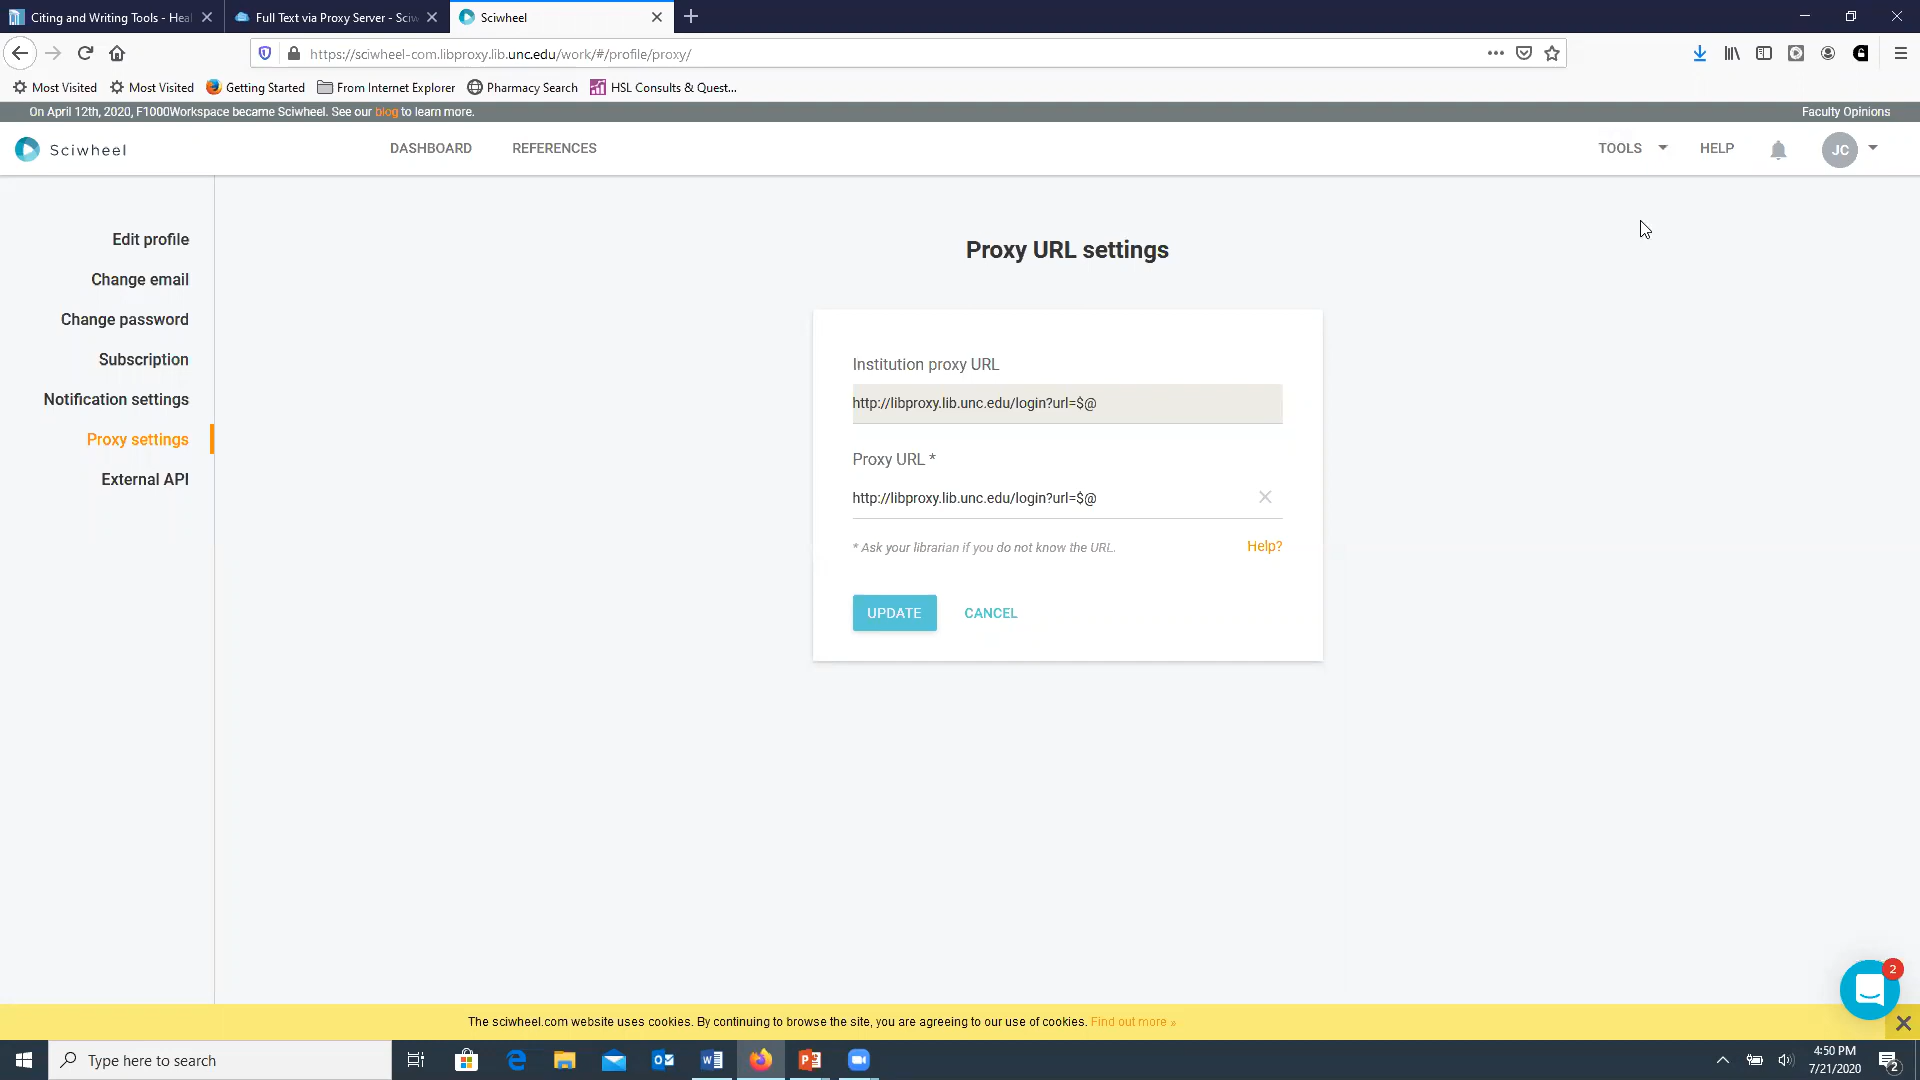 Citing and Writing Tools - Heal
Full Text via Proxy Server - Sciw
Sciwheel
https://sciwheel-com.libproxy.lib.unc.edu/work/#/profile/proxy/
Most Visited
Most Visited
Getting Started
From Internet Explorer
Pharmacy Search
HSL Consults & Quest...
On April 12th, 2020, F1000Workspace became Sciwheel. See our blog to learn more.
Faculty Opinions
Sciwheel
DASHBOARD
REFERENCES
TOOLS
HELP
JC
Edit profile
Change email
Change password
Subscription
Notification settings
Proxy settings
External API
Proxy URL settings
Institution proxy URL
http://libproxy.lib.unc.edu/login?url=$@
Proxy URL *
http://libproxy.lib.unc.edu/login?url=$@
* Ask your librarian if you do not know the URL.
Help?
UPDATE
CANCEL
2
The sciwheel.com website uses cookies. By continuing to browse the site, you are agreeing to our use of cookies. Find out more »
Type here to search
4:50 PM
7/21/2020
2